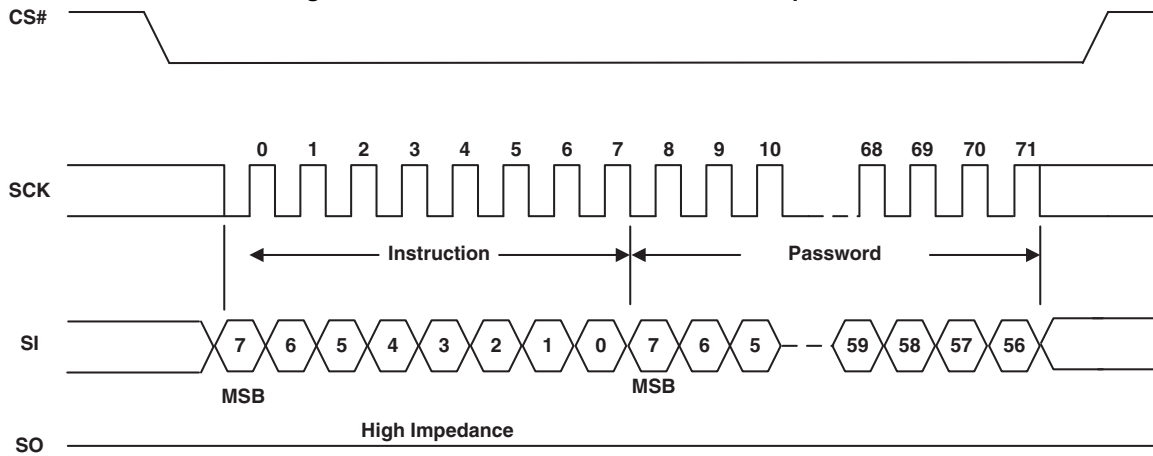 CS#
0 1 2 3 4 5 6 7 8 9 10 68 69 70 71
SCK
Instruction Password
SI 7 6 5 4 3 2 1 0 7 6 5 59 58 57 56
MSB MSB
High Impedance
SO